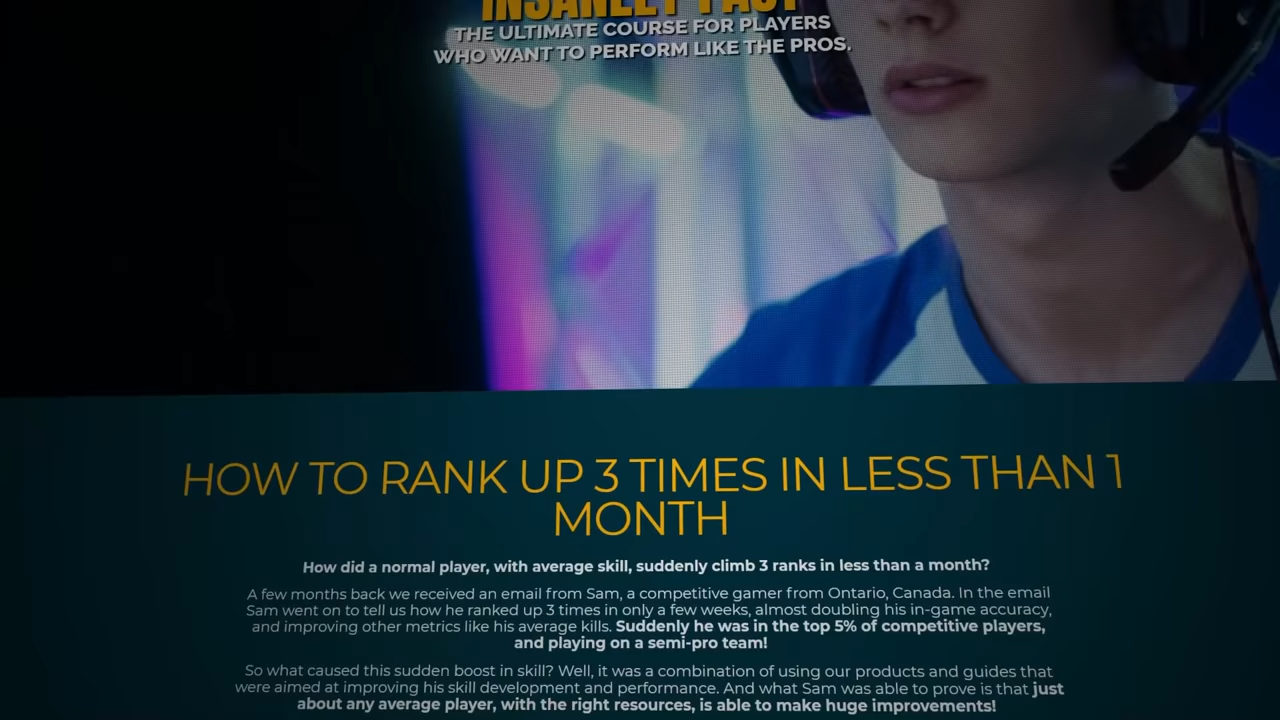 INSANELY FAST
THE ULTIMATE COURSE FOR PLAYERS
WHO WANT TO PERFORM LIKE THE PROS.
HOW TO RANK UP 3 TIMES IN LESS THAN 1
MONTH
How did a normal player, with average skill, suddenly climb 3 ranks in less than a month?
A few months back we received an email from Sam, a competitive gamer from Ontario, Canada. In the email
Sam went on to tell us how he ranked up 3 times in only a few weeks, almost doubling his in-game accuracy,
and improving other metrics like his average kills. Suddenly he was in the top 5% of competitive players,
and playing on a semi-pro team!
So what caused this sudden boost in skill? Well, it was a combination of using our products and guides that
were aimed at improving his skill development and performance. And what Sam was able to prove is that just
about any average player, with the right resources, is able to make huge improvements!